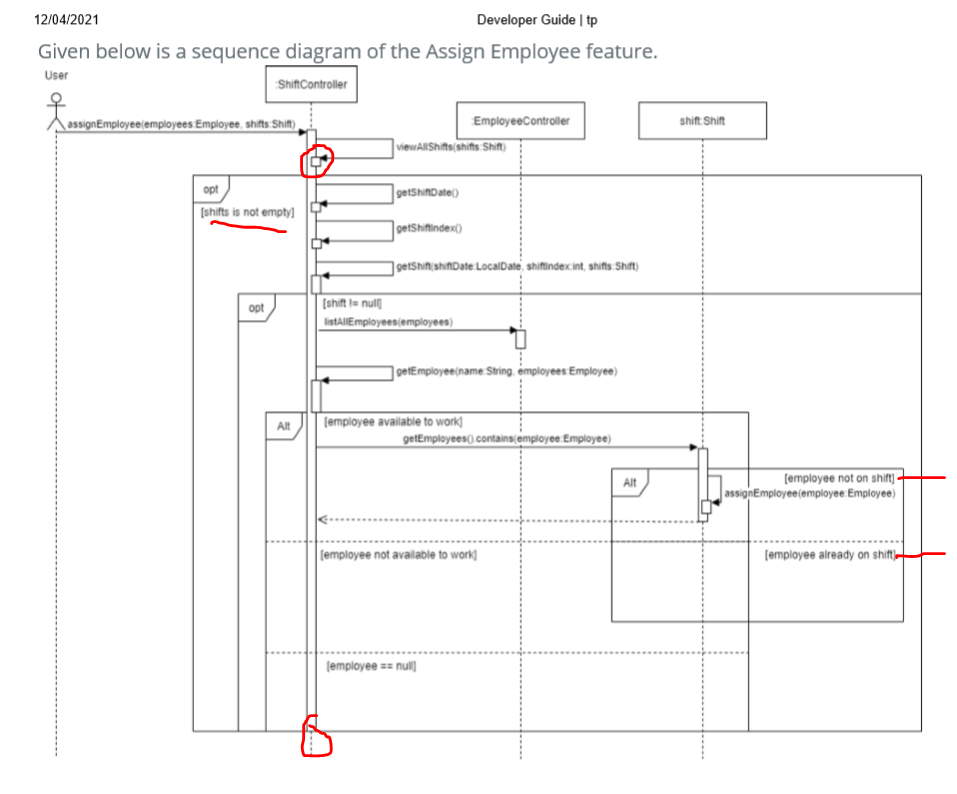 12/04/2021 Developer Guide | tp
Given below is a sequence diagram of the Assign Employee feature.
User
:ShiftController
:EmployeeController
shift:Shift
assignEmployee(employees:Employee, shifts:Shift)
viewAllShifts(shifts:Shift)
opt
[shifts is not empty]
getShiftDate()
getShiftIndex()
getShift(shiftDate:LocalDate, shiftIndex:int, shifts:Shift)
opt
[shift != null]
listAllEmployees(employees)
getEmployee(name:String, employees:Employee)
Alt
[employee available to work]
getEmployees().contains(employee:Employee)
Alt
[employee not on shift]
assignEmployee(employee:Employee)
[employee not available to work]
[employee already on shift]
[employee == null]